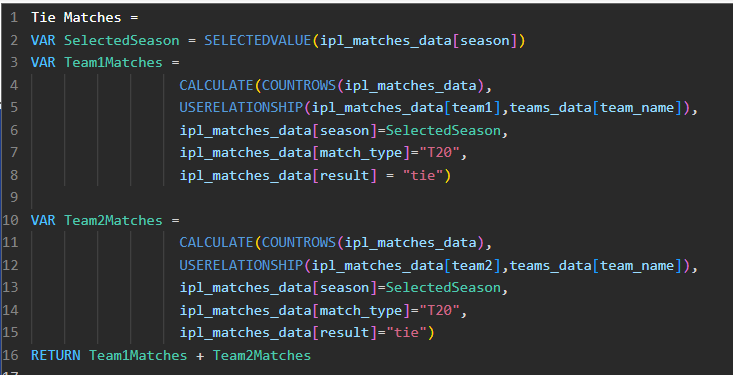 1 Tie Matches =
2 VAR SelectedSeason = SELECTEDVALUE(ipl_matches_data[season])
3 VAR Team1Matches =
4 CALCULATE(COUNTROWS(ipl_matches_data),
5 USERELATIONSHIP(ipl_matches_data[team1],teams_data[team_name]),
6 ipl_matches_data[season]=SelectedSeason,
7 ipl_matches_data[match_type]="T20",
8 ipl_matches_data[result] = "tie")
9
10 VAR Team2Matches =
11 CALCULATE(COUNTROWS(ipl_matches_data),
12 USERELATIONSHIP(ipl_matches_data[team2],teams_data[team_name]),
13 ipl_matches_data[season]=SelectedSeason,
14 ipl_matches_data[match_type]="T20",
15 ipl_matches_data[result]="tie")
16 RETURN Team1Matches + Team2Matches